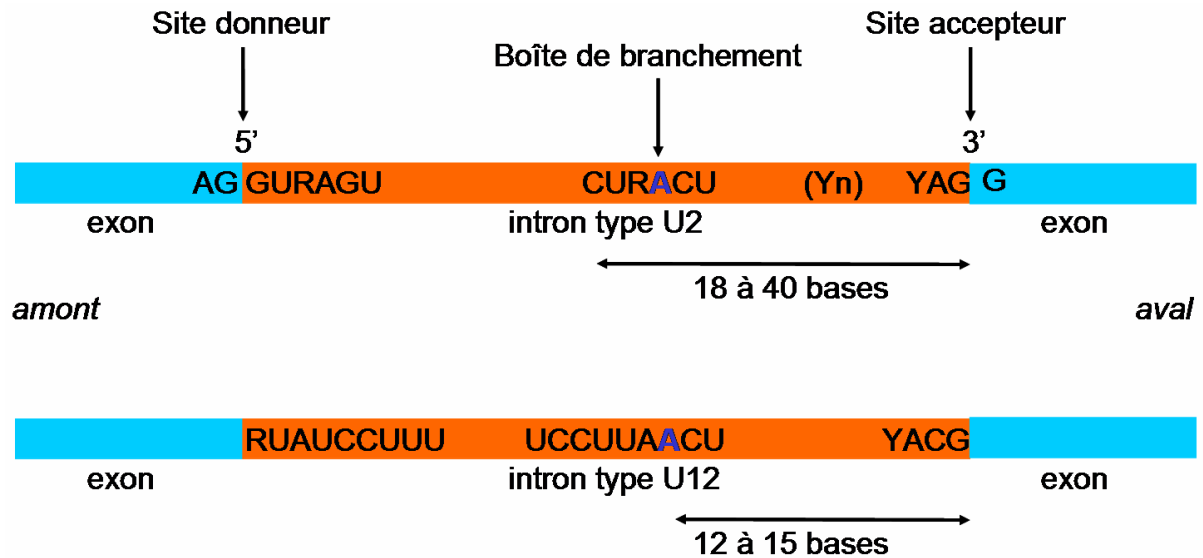 Site donneur
Site accepteur
Boîte de branchement
5’
3’
AG GURAGU CURACU (Yn) YAG G
exon intron type U2 exon
18 à 40 bases
amont aval
RUAUCCUUU UCCUUAACU YACG
exon intron type U12 exon
12 à 15 bases